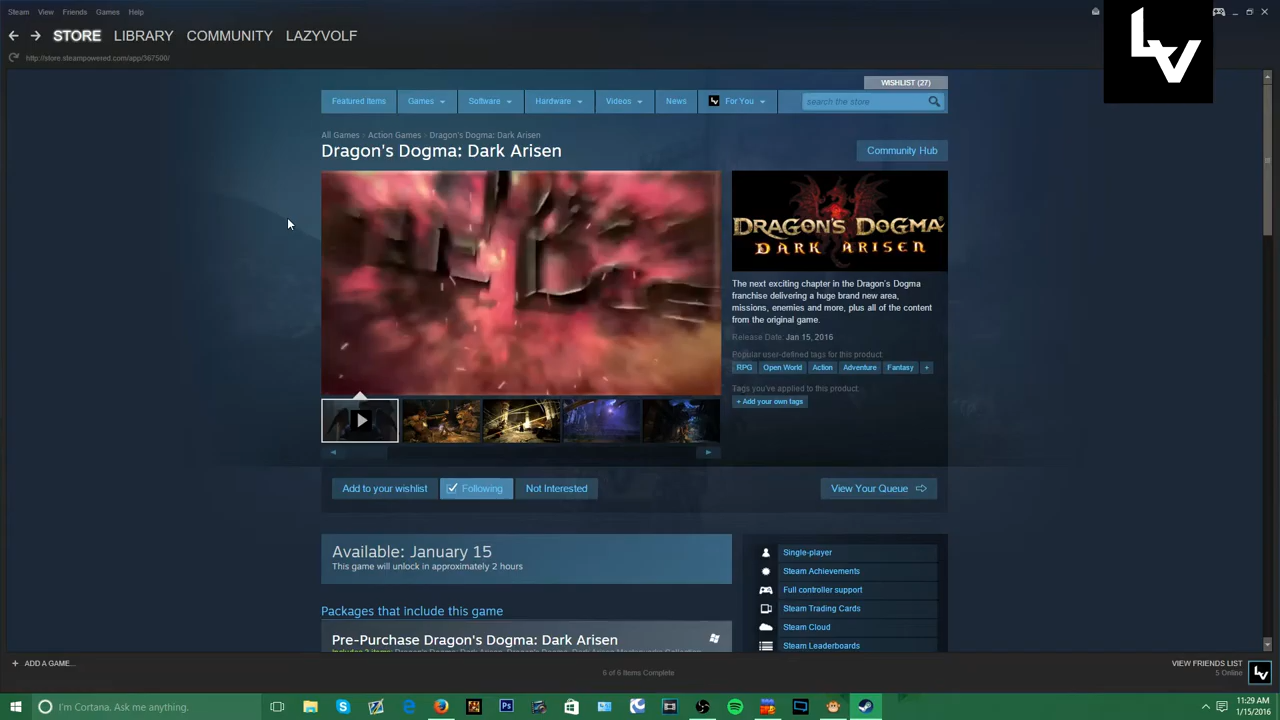 Steam View Friends Games Help
STORE LIBRARY COMMUNITY LAZYVOLF
http://store.steampowered.com/app/367500/
LV
WISHLIST (27)
Featured Items Games Software Hardware Videos News For You search the store
All Games › Action Games › Dragon's Dogma: Dark Arisen
Dragon's Dogma: Dark Arisen
Community Hub
DRAGON'S DOGMA
DARK ARISEN
The next exciting chapter in the Dragon's Dogma
franchise delivering a huge brand new area,
missions, enemies and more, plus all of the content
from the original game.
Release Date: Jan 15, 2016
Popular user-defined tags for this product:
RPG Open World Action Adventure Fantasy +
Tags you've applied to this product:
+ Add your own tags
Add to your wishlist Following Not Interested View Your Queue
Available: January 15
This game will unlock in approximately 2 hours
Single-player
Steam Achievements
Full controller support
Steam Trading Cards
Steam Cloud
Steam Leaderboards
Packages that include this game
Pre-Purchase Dragon's Dogma: Dark Arisen
+ ADD A GAME...
6 of 6 Items Complete
VIEW FRIENDS LIST
5 Online
I'm Cortana. Ask me anything.
11:29 AM
1/15/2016